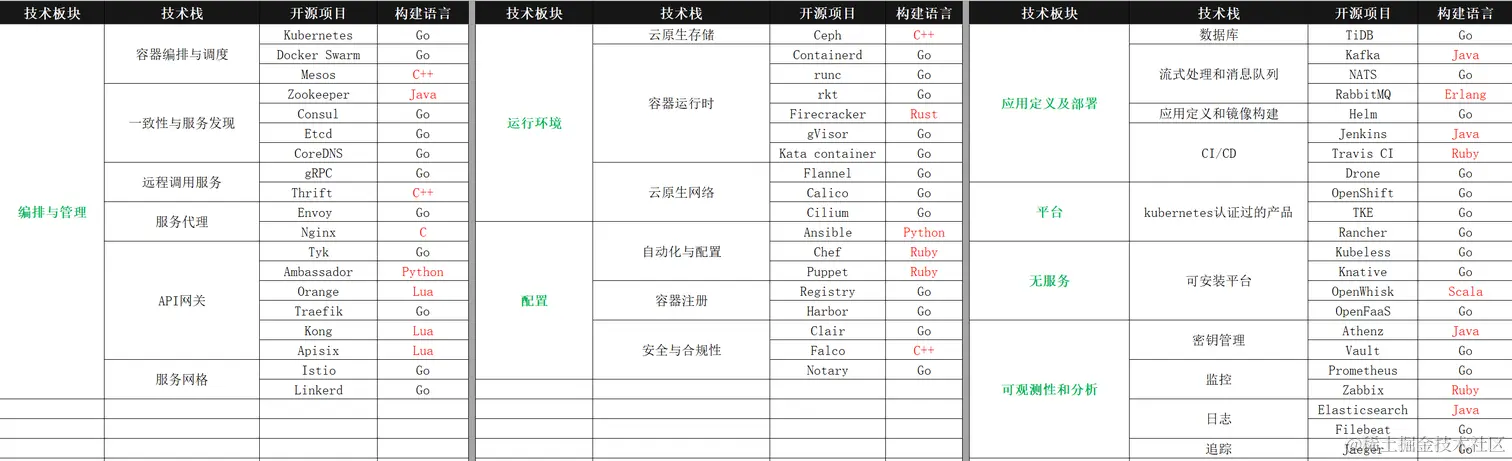 技术板块 技术栈 开源项目 构建语言
编排与管理
容器编排与调度
Kubernetes Go
Docker Swarm Go
Mesos C++
一致性与服务发现
Zookeeper Java
Consul Go
Etcd Go
CoreDNS Go
远程调用服务
gRPC Go
Thrift C++
服务代理
Envoy Go
Nginx C
API网关
Tyk Go
Ambassador Python
Orange Lua
Traefik Go
Kong Lua
Apisix Lua
服务网格
Istio Go
Linkerd Go
技术板块 技术栈 开源项目 构建语言
运行环境
云原生存储
Ceph C++
容器运行时
Containerd Go
runc Go
rkt Go
Firecracker Rust
gVisor Go
Kata container Go
云原生网络
Flannel Go
Calico Go
Cilium Go
配置
自动化与配置
Ansible Python
Chef Ruby
Puppet Ruby
容器注册
Registry Go
Harbor Go
安全与合规性
Clair Go
Falco C++
Notary Go
技术板块 技术栈 开源项目 构建语言
应用定义及部署
数据库
TiDB Go
流式处理和消息队列
Kafka Java
NATS Go
RabbitMQ Erlang
应用定义和镜像构建
Helm Go
CI/CD
Jenkins Java
Travis CI Ruby
Drone Go
平台
kubernetes认证过的产品
OpenShift Go
TKE Go
Rancher Go
无服务
可安装平台
Kubeless Go
Knative Go
OpenWhisk Scala
OpenFaaS Go
可观测性和分析
密钥管理
Athenz Java
Vault Go
监控
Prometheus Go
Zabbix Ruby
日志
Elasticsearch Java
Filebeat Go
追踪
Jaeger Go
@稀土掘金技术社区